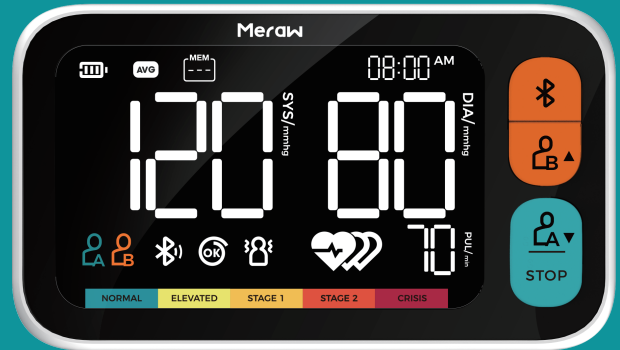 Meraw
AVG
MEM
---
08:00 AM
120
SYS/mmhg
80
DIA/mmhg
B
A
B
OK
70
PUL/min
A
STOP
NORMAL ELEVATED STAGE 1 STAGE 2 CRISIS